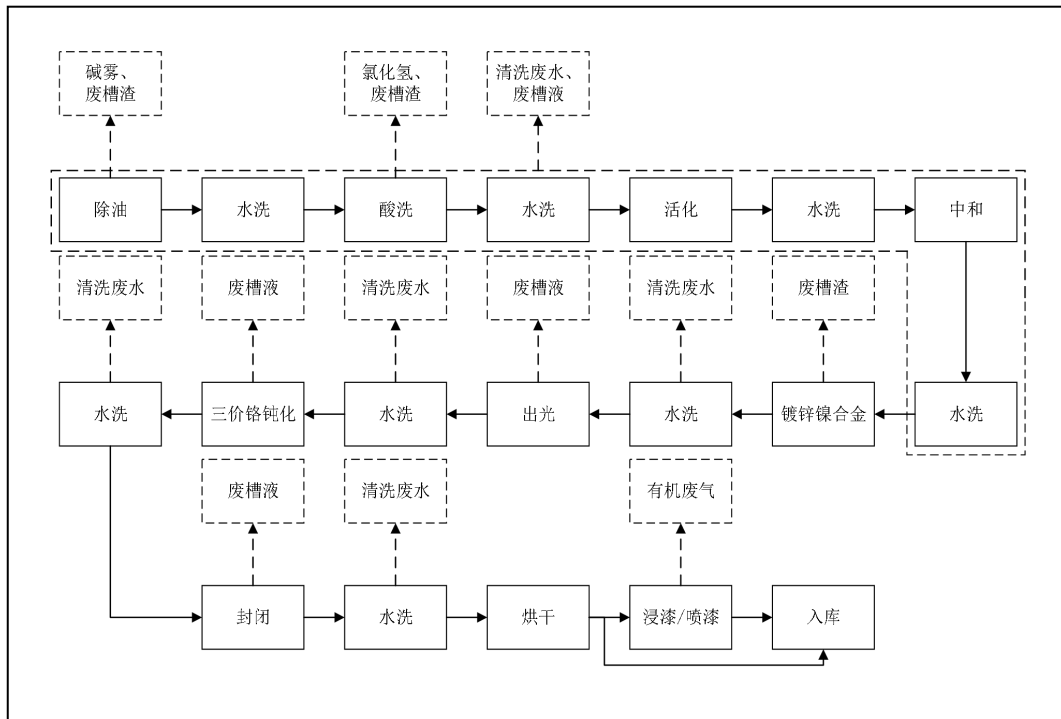 碱雾、
废槽渣
氯化氢、
废槽渣
清洗废水、
废槽液
除油
水洗
酸洗
水洗
活化
水洗
中和
清洗废水
废槽液
清洗废水
废槽液
清洗废水
废槽渣
水洗
三价铬钝化
水洗
出光
水洗
镀锌镍合金
水洗
废槽液
清洗废水
有机废气
封闭
水洗
烘干
浸漆/喷漆
入库